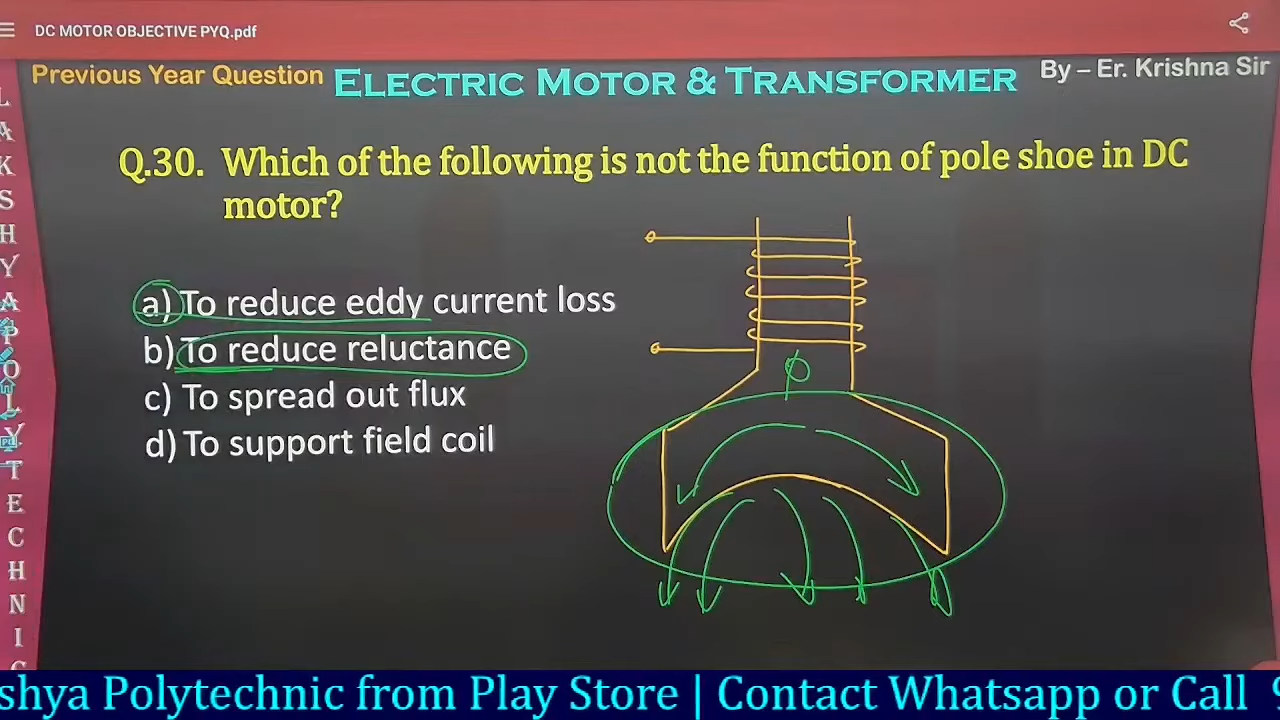 DC MOTOR OBJECTIVE PYQ.pdf
Previous Year Question
ELECTRIC MOTOR & TRANSFORMER
By – Er. Krishna Sir
Q.30. Which of the following is not the function of pole shoe in DC
motor?
a) To reduce eddy current loss
b) To reduce reluctance
c) To spread out flux
d) To support field coil
ϕ
L
A
K
S
H
Y
A
P
O
L
Y
T
E
C
H
N
I
shya Polytechnic from Play Store | Contact Whatsapp or Call